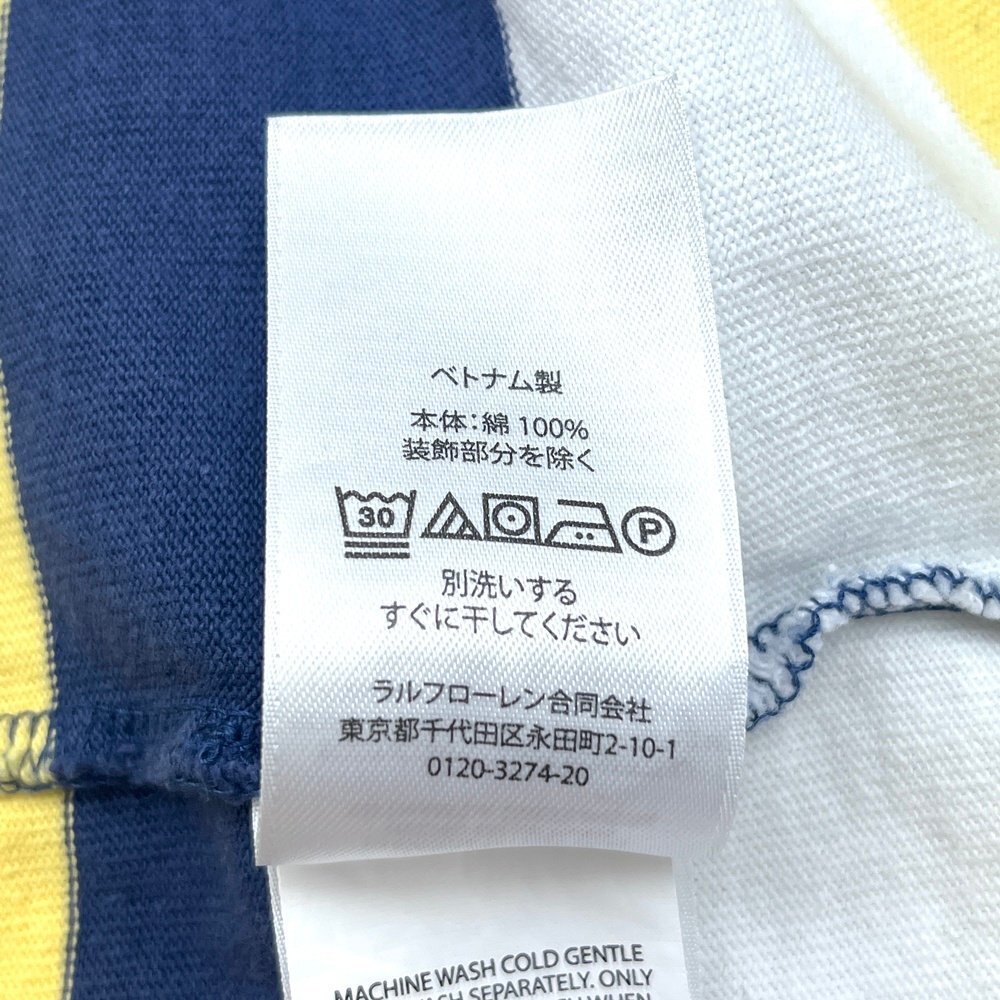 ベトナム製
本体：綿 100%
装飾部分を除く
30 P
別洗いする
すぐに干してください
ラルフローレン合同会社
東京都千代田区永田町2-10-1
0120-3274-20
MACHINE WASH COLD GENTLE
SEPARATELY. ONLY
WHEN